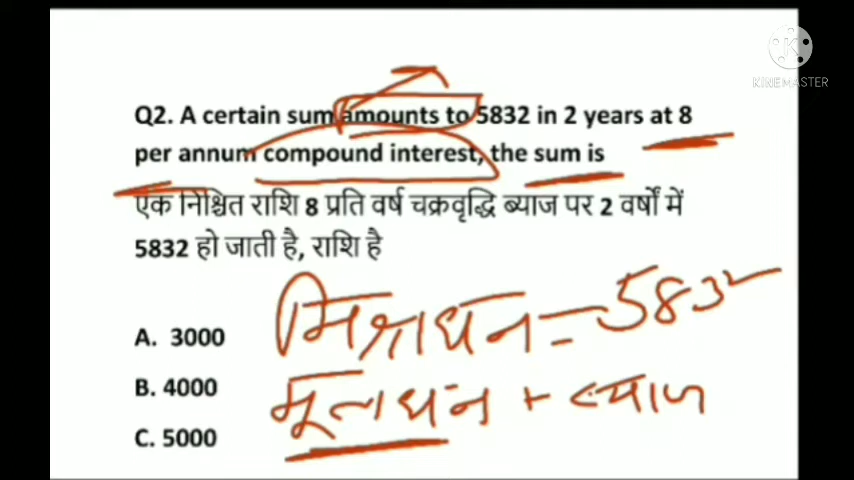 KINEMASTER
Q2. A certain sum amounts to 5832 in 2 years at 8
per annum compound interest, the sum is
एक निश्चित राशि 8 प्रति वर्ष चक्रवृद्धि ब्याज पर 2 वर्षों में
5832 हो जाती है, राशि है
मिश्राधन = 5832
A. 3000
मूलधन + ब्याज
B. 4000
C. 5000